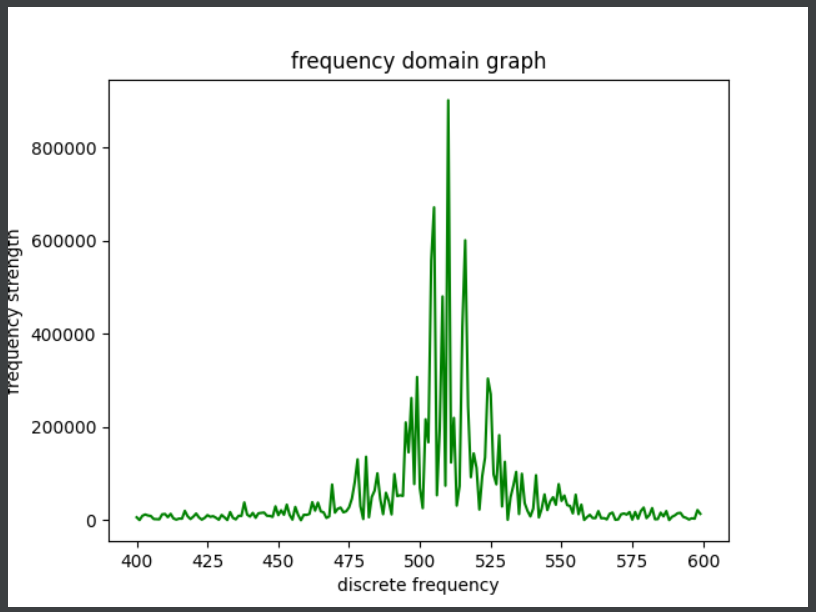 frequency domain graph
800000
600000
400000
200000
0
frequency strength
400 425 450 475 500 525 550 575 600
discrete frequency